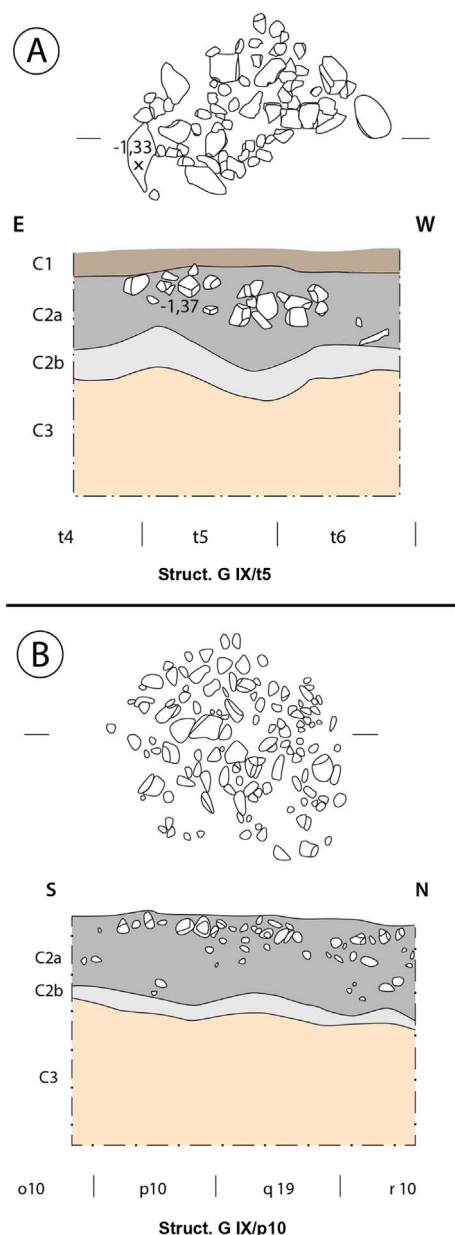 A
-1,33
x
E W
C1
C2a
-1,37
C2b
C3
t4 t5 t6
Struct. G IX/t5
B
S N
C2a
C2b
C3
o10 p10 q 19 r 10
Struct. G IX/p10